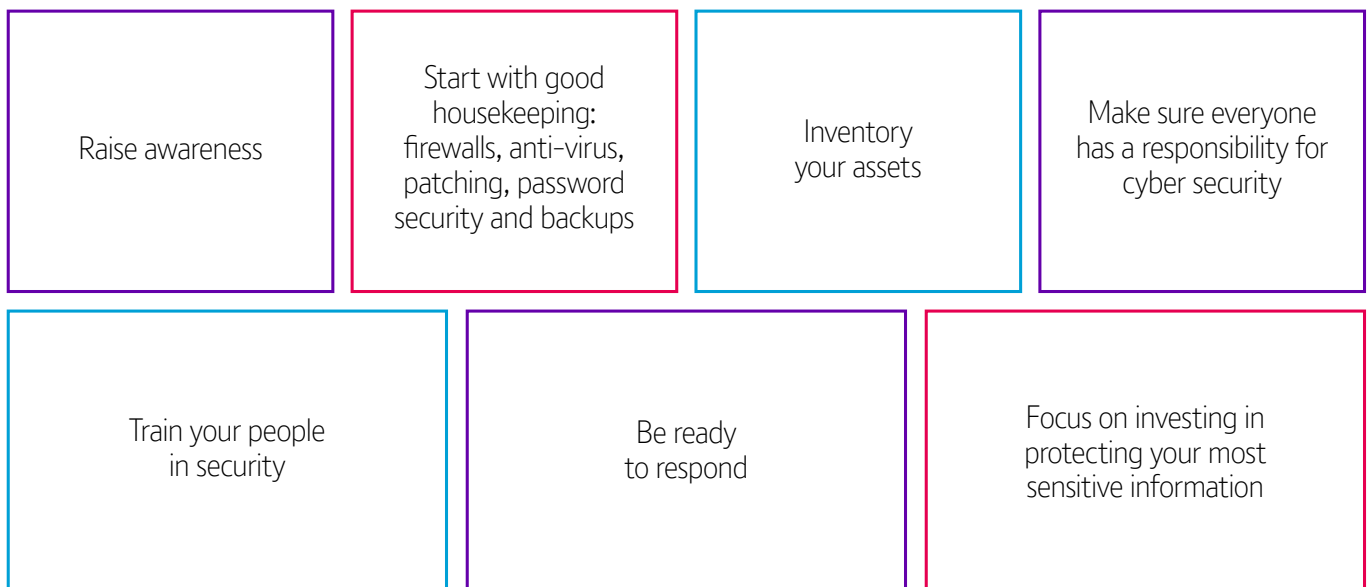 Raise awareness
Start with good
housekeeping:
firewalls, anti-virus,
patching, password
security and backups
Inventory
your assets
Make sure everyone
has a responsibility for
cyber security
Train your people
in security
Be ready
to respond
Focus on investing in
protecting your most
sensitive information